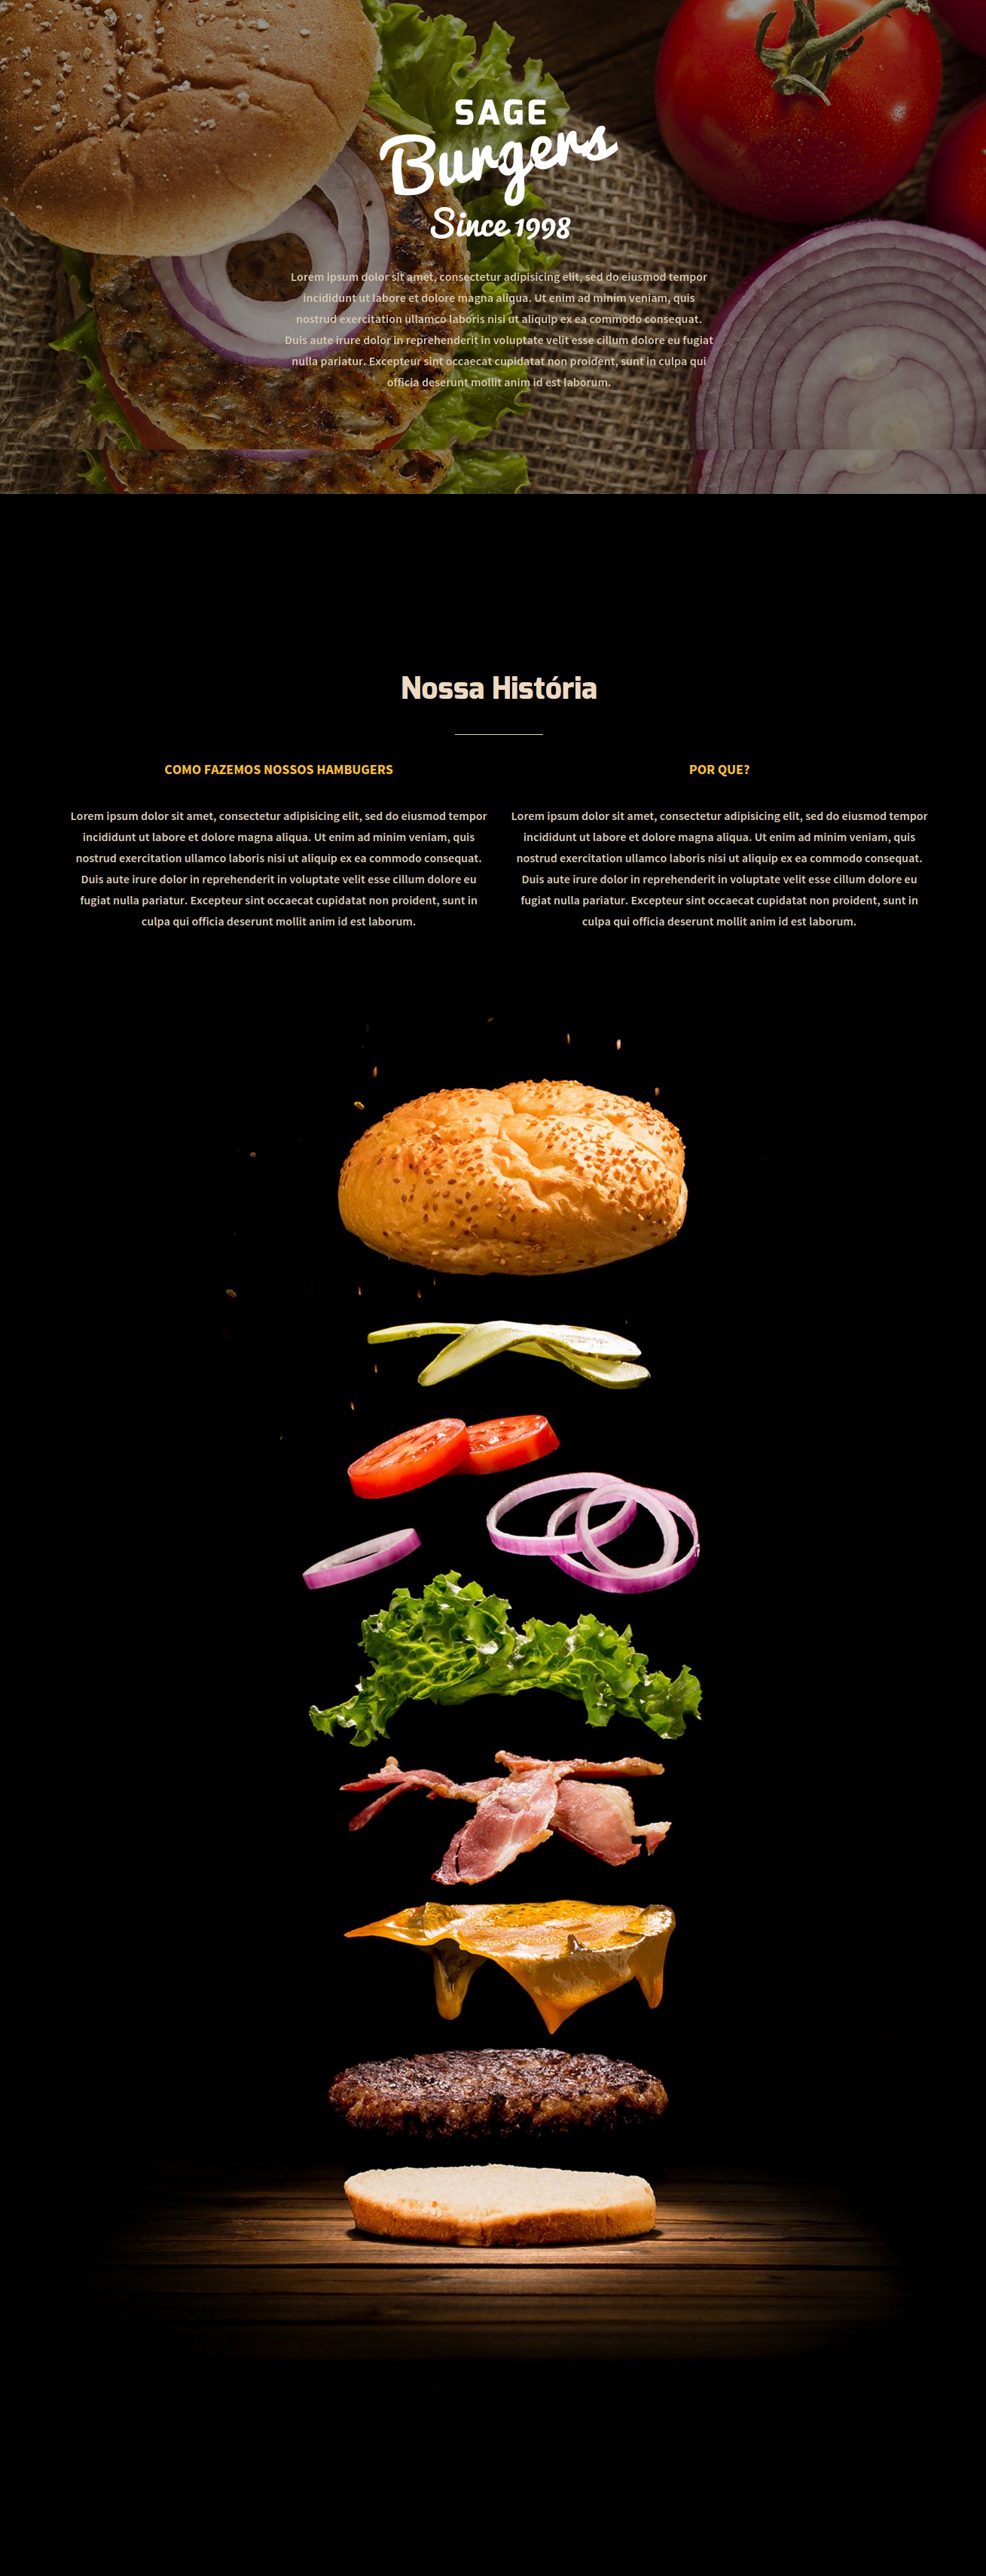 SAGE
Burgers
Since 1998
Lorem ipsum dolor sit amet, consectetur adipisicing elit, sed do eiusmod tempor
incididunt ut labore et dolore magna aliqua. Ut enim ad minim veniam, quis
nostrud exercitation ullamco laboris nisi ut aliquip ex ea commodo consequat.
Duis aute irure dolor in reprehenderit in voluptate velit esse cillum dolore eu fugiat
nulla pariatur. Excepteur sint occaecat cupidatat non proident, sunt in culpa qui
officia deserunt mollit anim id est laborum.
Nossa História
COMO FAZEMOS NOSSOS HAMBUGERS
Lorem ipsum dolor sit amet, consectetur adipisicing elit, sed do eiusmod tempor
incididunt ut labore et dolore magna aliqua. Ut enim ad minim veniam, quis
nostrud exercitation ullamco laboris nisi ut aliquip ex ea commodo consequat.
Duis aute irure dolor in reprehenderit in voluptate velit esse cillum dolore eu
fugiat nulla pariatur. Excepteur sint occaecat cupidatat non proident, sunt in
culpa qui officia deserunt mollit anim id est laborum.
POR QUE?
Lorem ipsum dolor sit amet, consectetur adipisicing elit, sed do eiusmod tempor
incididunt ut labore et dolore magna aliqua. Ut enim ad minim veniam, quis
nostrud exercitation ullamco laboris nisi ut aliquip ex ea commodo consequat.
Duis aute irure dolor in reprehenderit in voluptate velit esse cillum dolore eu
fugiat nulla pariatur. Excepteur sint occaecat cupidatat non proident, sunt in
culpa qui officia deserunt mollit anim id est laborum.